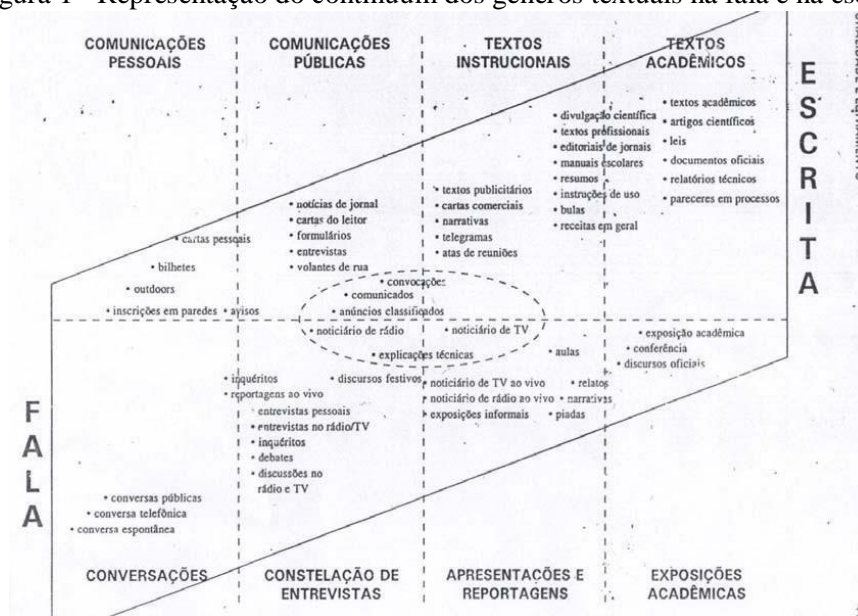 gura 1 - Representação do continuum dos gêneros textuais na fala e na esc
COMUNICAÇÕES
PESSOAIS
COMUNICAÇÕES
PÚBLICAS
TEXTOS
INSTRUCIONAIS
TEXTOS
ACADÊMICOS
ESCRITA
• textos acadêmicos
• artigos científicos
• leis
• documentos oficiais
• relatórios técnicos
• pareceres em processos
• divulgação científica
• textos profissionais
• editoriais de jornais
• manuais escolares
• resumos
• instruções de uso
• bulas
• receitas em geral
• textos publicitários
• cartas comerciais
• narrativas
• telegramas
• atas de reuniões
• notícias de jornal
• cartas do leitor
• formulários
• entrevistas
• volantes de rua
• cartas pessoais
• bilhetes
• outdoors
• inscrições em paredes • avisos
• convocações
• comunicados
• anúncios classificados
• noticiário de rádio • noticiário de TV
• explicações técnicas
• aulas
• exposição acadêmica
• conferência
• discursos oficiais
• inquéritos
• reportagens ao vivo
• discursos festivos
• entrevistas pessoais
• entrevistas no rádio/TV
• inquéritos
• debates
• discussões no
rádio e TV
• noticiário de TV ao vivo
• noticiário de rádio ao vivo
• exposições informais
• relatos
• narrativas
• piadas
FALA
• conversas públicas
• conversa telefônica
• conversa espontânea
CONVERSAÇÕES
CONSTELAÇÃO DE
ENTREVISTAS
APRESENTAÇÕES E
REPORTAGENS
EXPOSIÇÕES
ACADÊMICAS